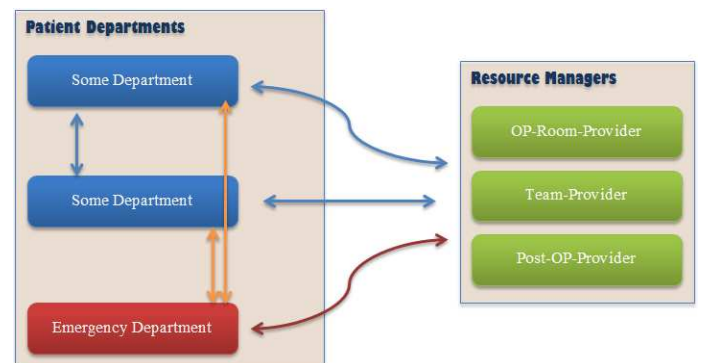 Patient Departments
Some Department
Some Department
Emergency Department
Resource Managers
OP-Room-Provider
Team-Provider
Post-OP-Provider